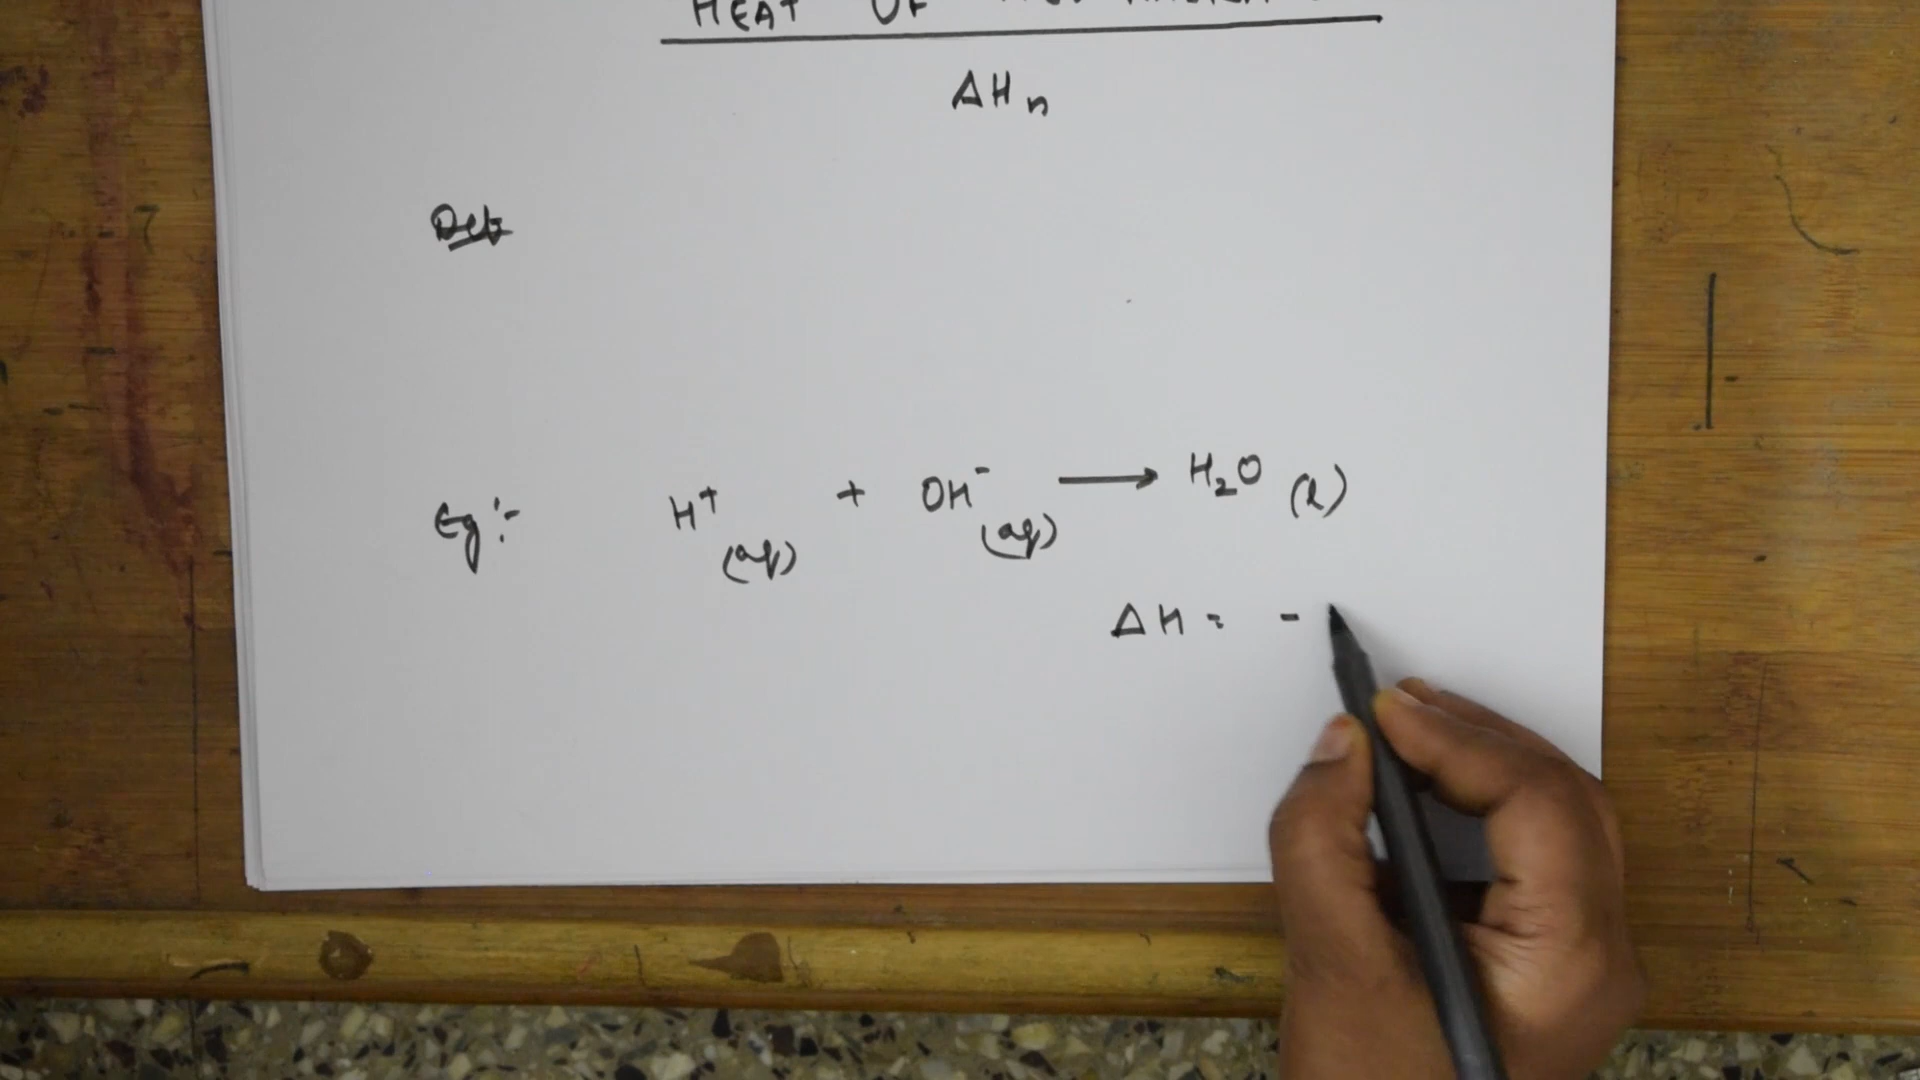 HEAT OF
ΔHn
Def
Eg:- H⁺(aq) + OH⁻(aq) ⟶ H₂O (l)
ΔH = -